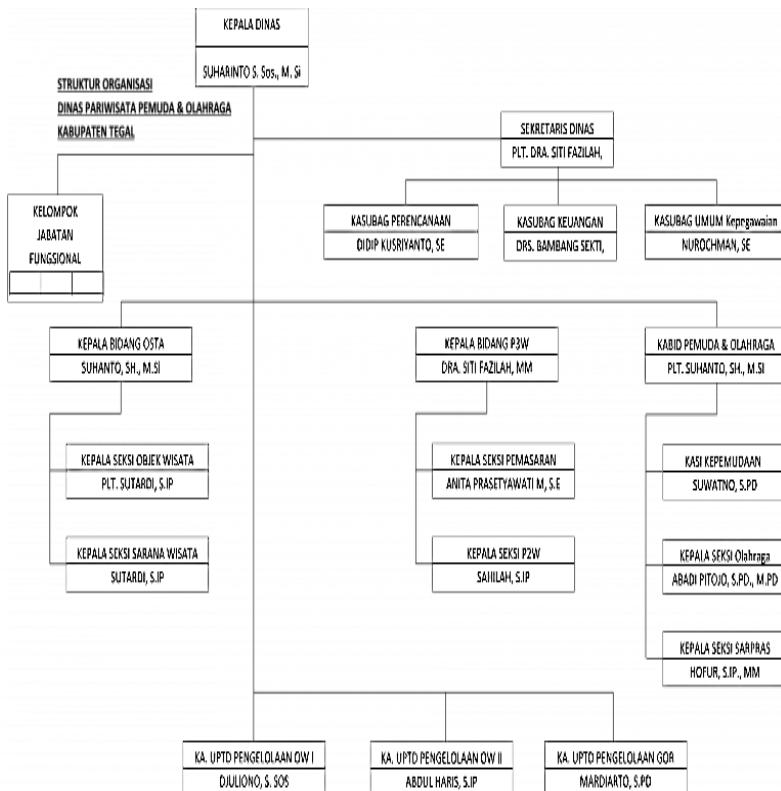 KEPALA DINAS
SUHARINTO S. Sos., M. Si
STRUKTUR ORGANISASI
DINAS PARIWISATA PEMUDA & OLAHRAGA
KABUPATEN TEGAL
SEKRETARIS DINAS
PLT. DRA. SITI FAZILAH,
KELOMPOK
JABATAN
FUNGSIONAL
KASUBAG PERENCANAAN
DIDIP KUSRIYANTO, SE
KASUBAG KEUANGAN
DRS. BAMBANG SEKTI,
KASUBAG UMUM Kepegawaian
NUROCHMAN, SE
KEPALA BIDANG OSTA
SUHANTO, SH., M.Si
KEPALA BIDANG P3W
DRA. SITI FAZILAH, MM
KABID PEMUDA & OLAHRAGA
PLT. SUHANTO, SH., M.SI
KEPALA SEKSI OBJEK WISATA
PLT. SUTARDI, S.IP
KEPALA SEKSI PEMASARAN
ANITA PRASETYAWATI M, S.E
KASI KEPEMUDAAN
SUWATNO, S.PD
KEPALA SEKSI SARANA WISATA
SUTARDI, S.IP
KEPALA SEKSI P2W
SAHILAH, S.IP
KEPALA SEKSI Olahraga
ABADI PITOJO, S.PD., M.PD
KEPALA SEKSI SARPRAS
HOFUR, S.IP., MM
KA. UPTD PENGELOLAAN OW I
DJULIONO, S. SOS
KA. UPTD PENGELOLAAN OW II
ABDUL HARIS, S.IP
KA. UPTD PENGELOLAAN GOR
MARDIARTO, S.PD